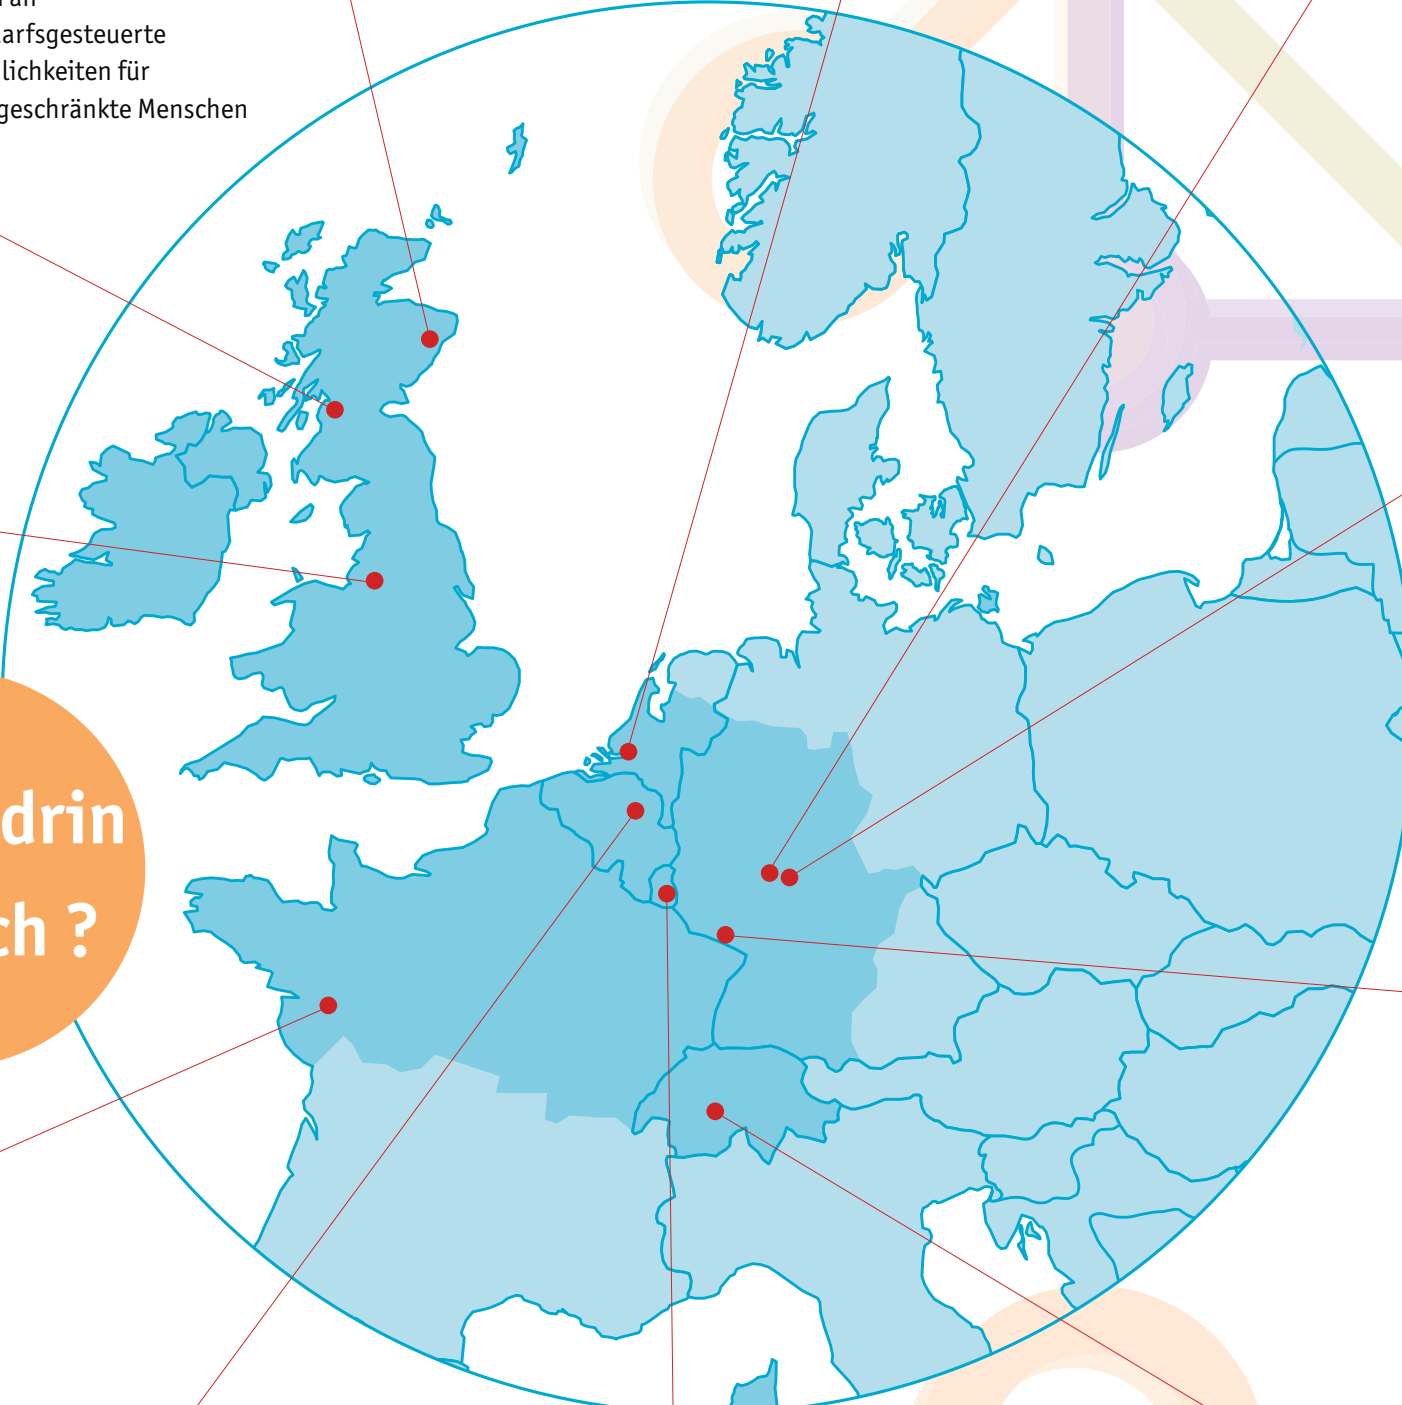 arfsgesteuerte
lichkeiten für
geschränkte Menschen
drin
ch ?